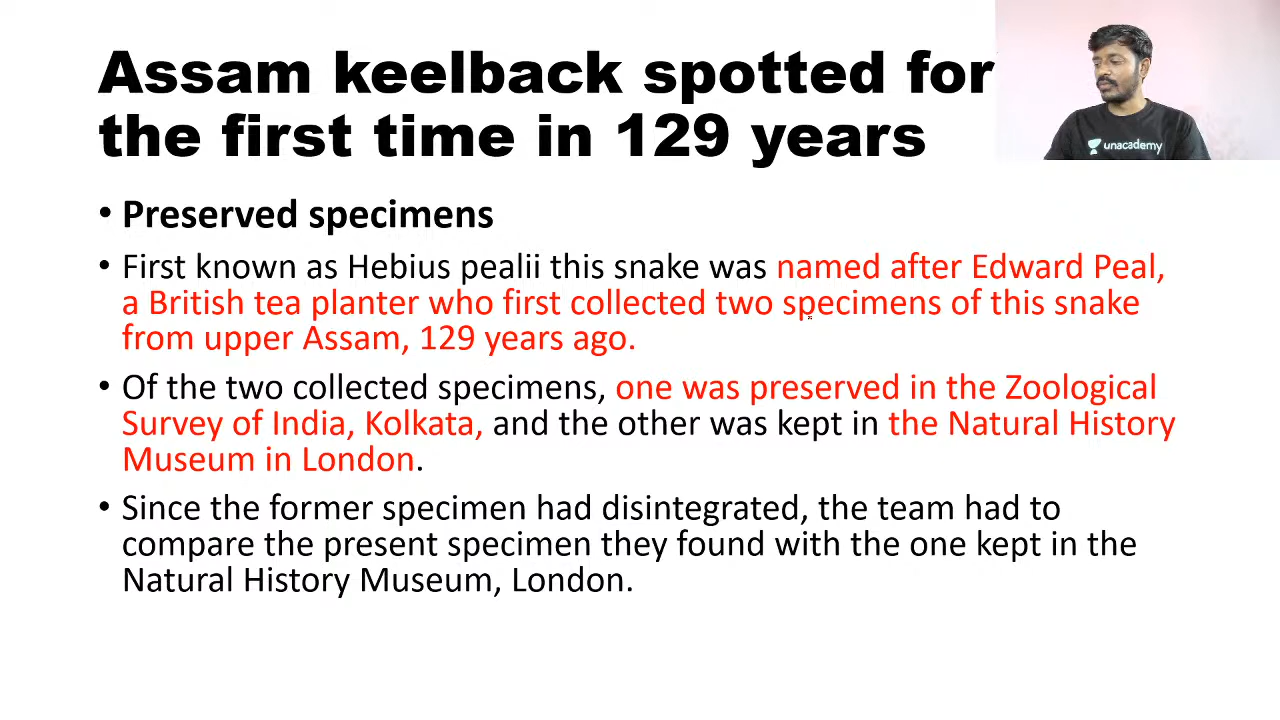 Assam keelback spotted for
the first time in 129 years
unacademy
• Preserved specimens
• First known as Hebius pealii this snake was named after Edward Peal,
a British tea planter who first collected two specimens of this snake
from upper Assam, 129 years ago.
• Of the two collected specimens, one was preserved in the Zoological
Survey of India, Kolkata, and the other was kept in the Natural History
Museum in London.
• Since the former specimen had disintegrated, the team had to
compare the present specimen they found with the one kept in the
Natural History Museum, London.